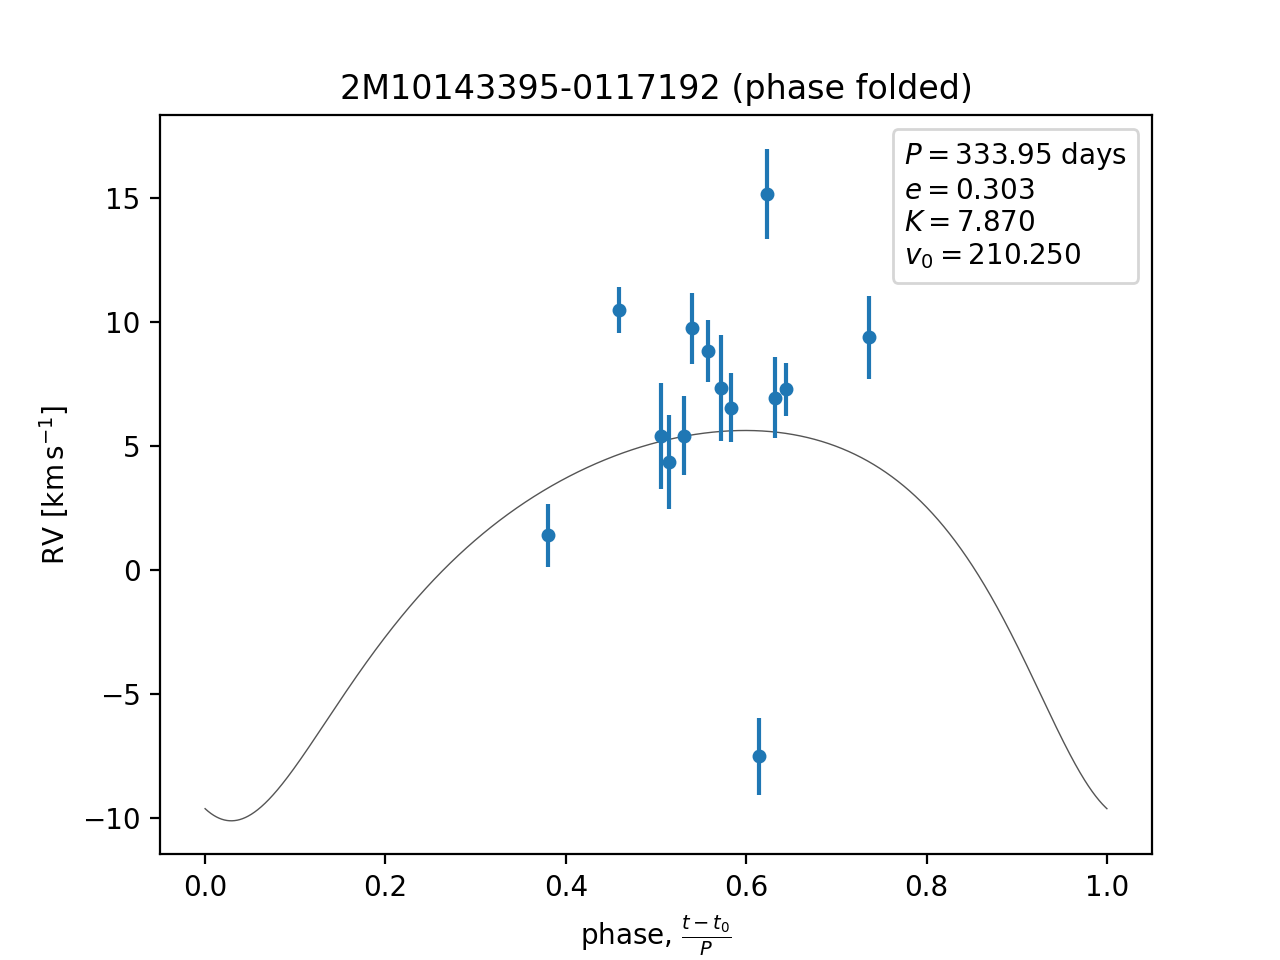 2M10143395-0117192 (phase folded)
P = 333.95 days
e = 0.303
K = 7.870
v₀ = 210.250
RV [km s⁻¹]
15
10
5
0
−5
−10
0.0 0.2 0.4 0.6 0.8 1.0
phase, (t − t₀)/P